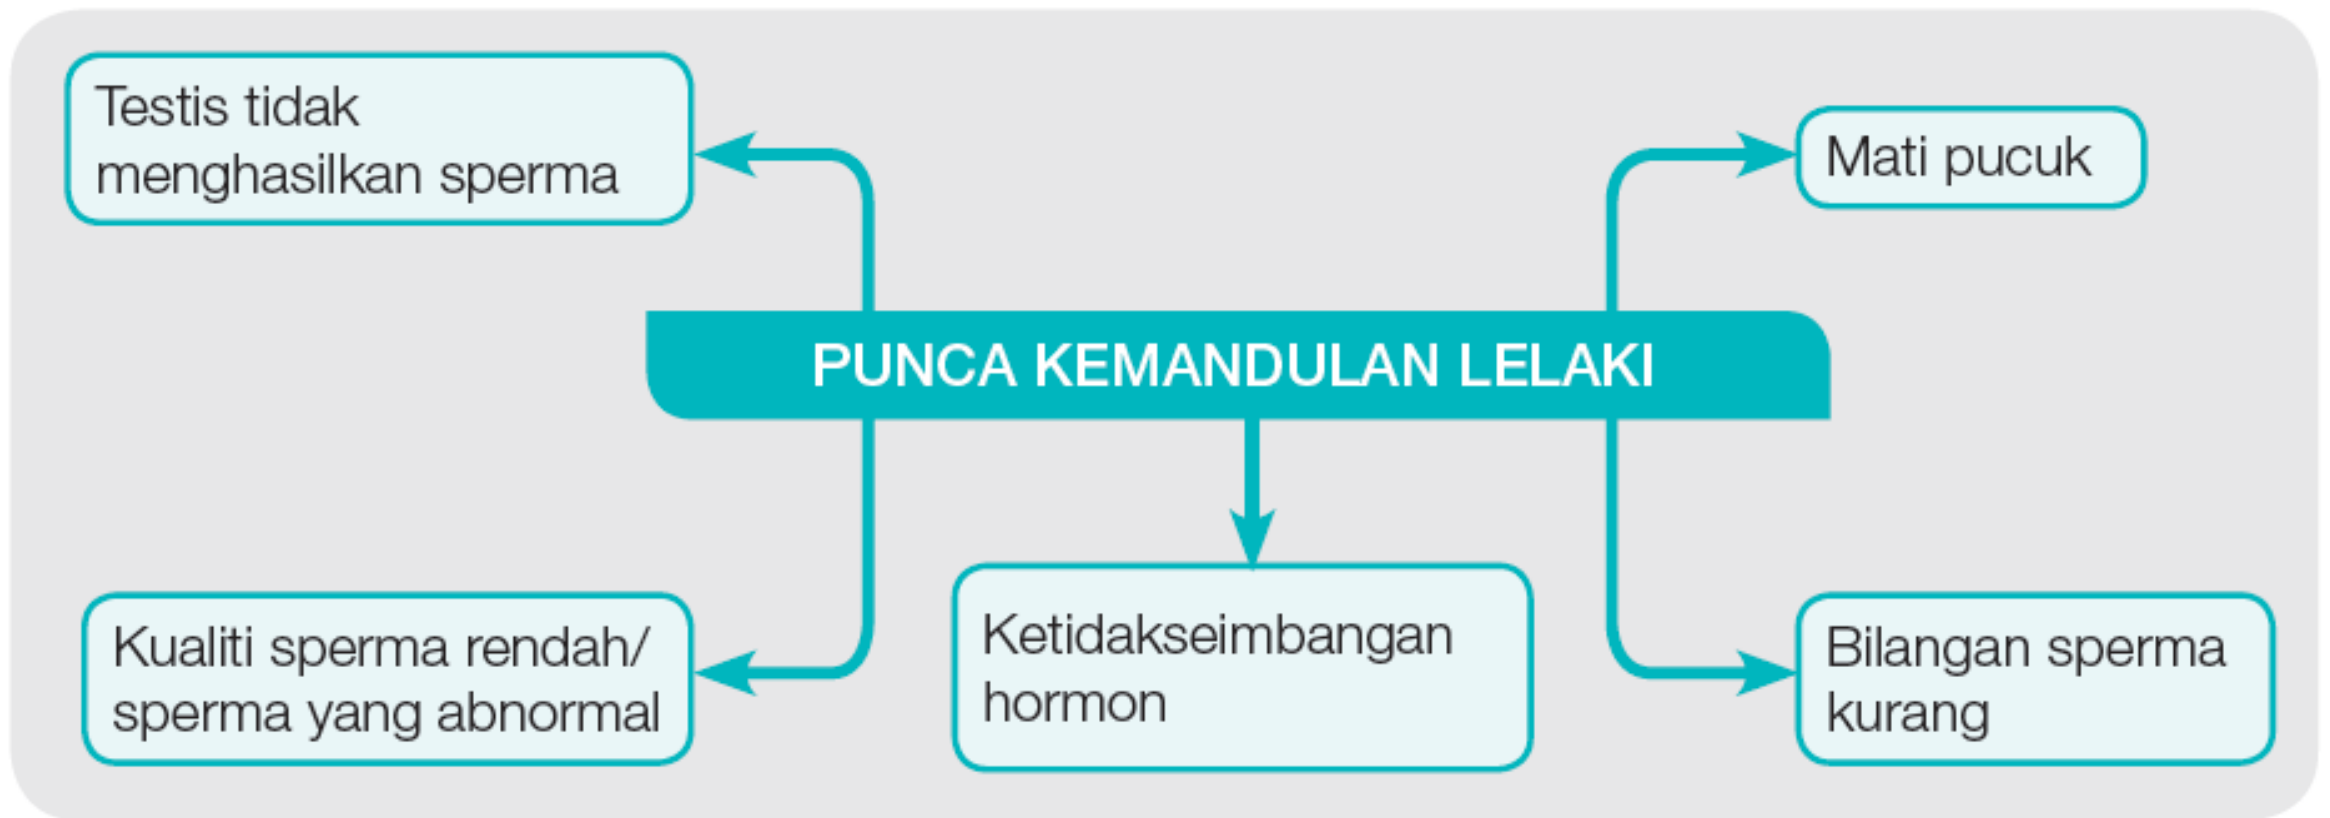 Testis tidak
menghasilkan sperma
Mati pucuk
PUNCA KEMANDULAN LELAKI
Kualiti sperma rendah/
sperma yang abnormal
Ketidakseimbangan
hormon
Bilangan sperma
kurang